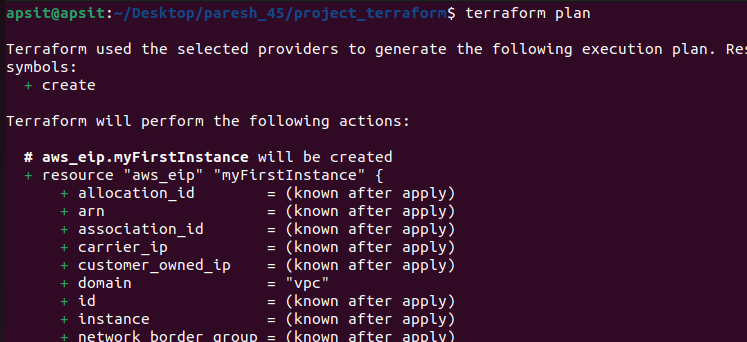 apsit@apsit:~/Desktop/paresh_45/project_terraform$ terraform plan
Terraform used the selected providers to generate the following execution plan. Res
symbols:
+ create
Terraform will perform the following actions:
# aws_eip.myFirstInstance will be created
+ resource "aws_eip" "myFirstInstance" {
+ allocation_id = (known after apply)
+ arn = (known after apply)
+ association_id = (known after apply)
+ carrier_ip = (known after apply)
+ customer_owned_ip = (known after apply)
+ domain = "vpc"
+ id = (known after apply)
+ instance = (known after apply)
+ network_border_group = (known after apply)